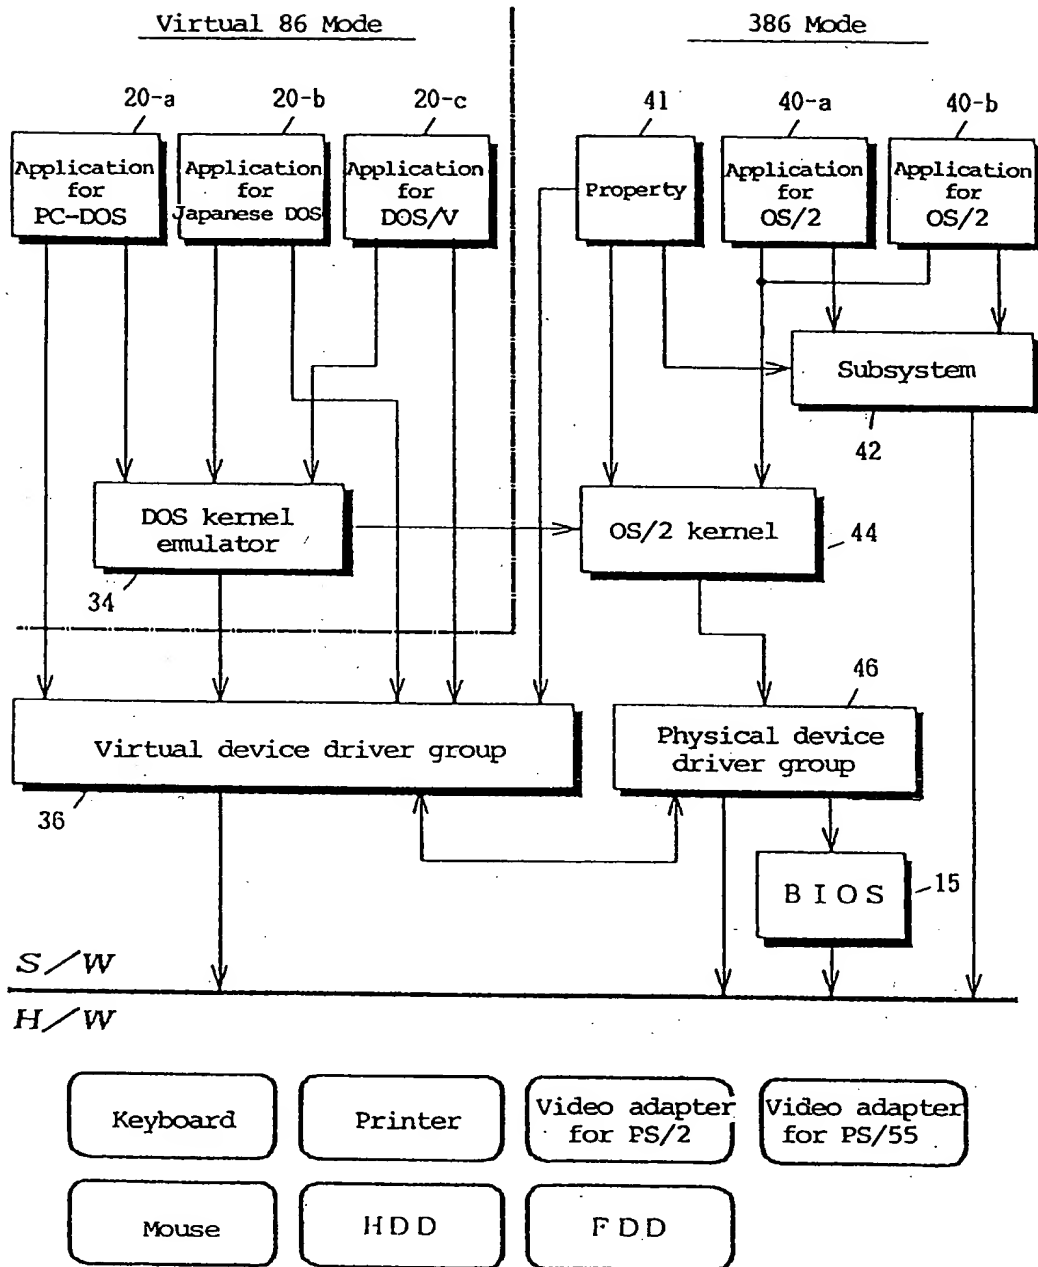 Virtual 86 Mode
386 Mode
20-a
20-b
20-c
41
40-a
40-b
Application
for
PC-DOS
Application
for
Japanese DOS
Application
for
DOS/V
Property
Application
for
OS/2
Application
for
OS/2
Subsystem
42
DOS kernel
emulator
34
OS/2 kernel
44
46
Virtual device driver group
36
Physical device
driver group
BIOS
15
S/W
H/W
Keyboard
Printer
Video adapter
for PS/2
Video adapter
for PS/55
Mouse
HDD
FDD